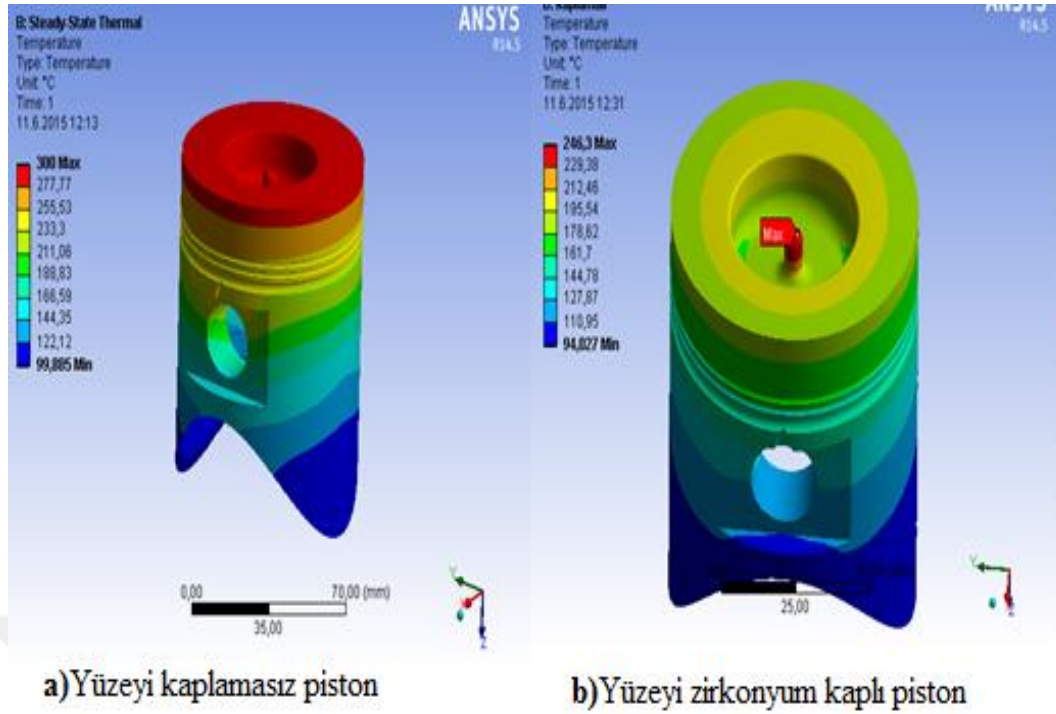 B: Steady-State Thermal
Temperature
Type: Temperature
Unit: °C
Time: 1
11.6.2015 12:13
300 Max
277,77
255,53
233,3
211,06
188,83
166,59
144,35
122,12
99,885 Min
ANSYS
R14.5
0,00
70,00 (mm)
35,00
Y
Z
a)Yüzeyi kaplamasız piston
Temperature
Type: Temperature
Unit: °C
Time: 1
11.6.2015 12:31
246,3 Max
229,38
212,46
195,54
178,62
161,7
144,78
127,87
110,95
94,027 Min
ANSYS
R14.5
Max
25,00
Y
Z
b)Yüzeyi zirkonyum kaplı piston